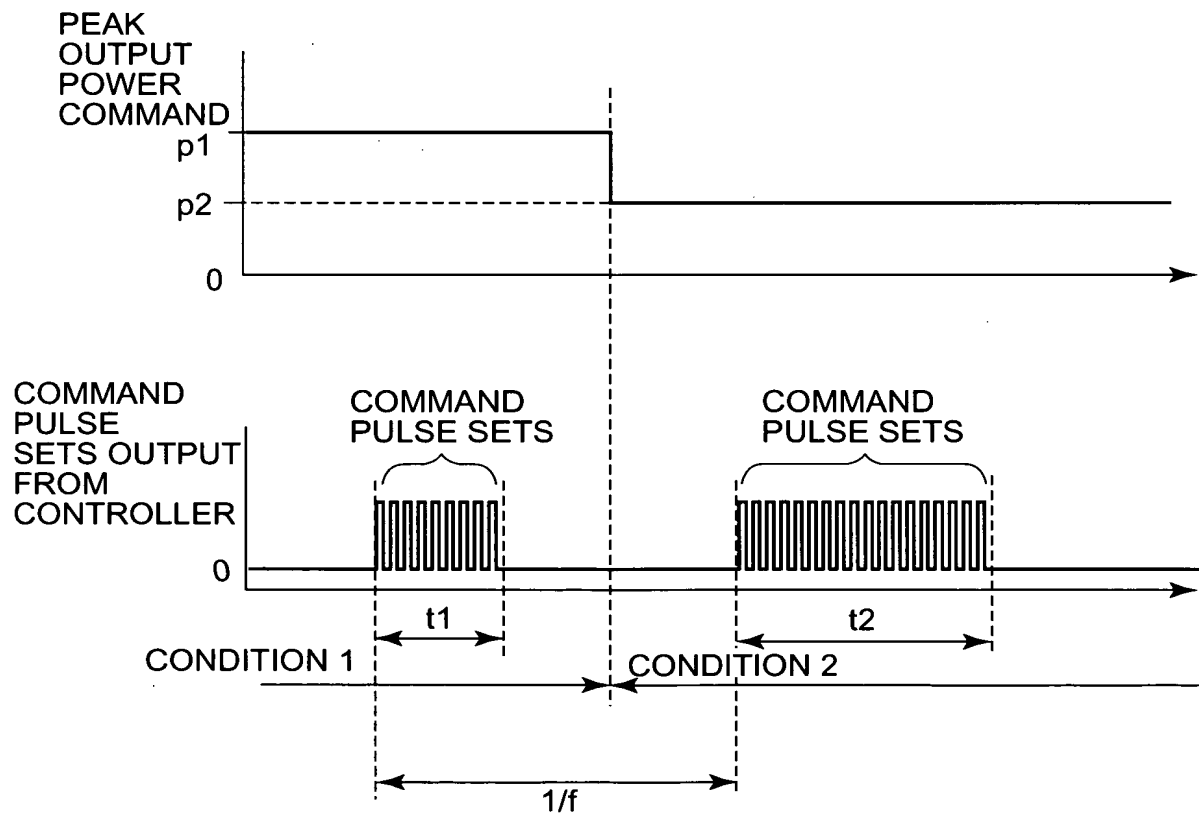 PEAK
OUTPUT
POWER
COMMAND
p1
p2
0
COMMAND
PULSE
SETS OUTPUT
FROM
CONTROLLER
COMMAND
PULSE SETS
COMMAND
PULSE SETS
0
t1
t2
CONDITION 1
CONDITION 2
1/f